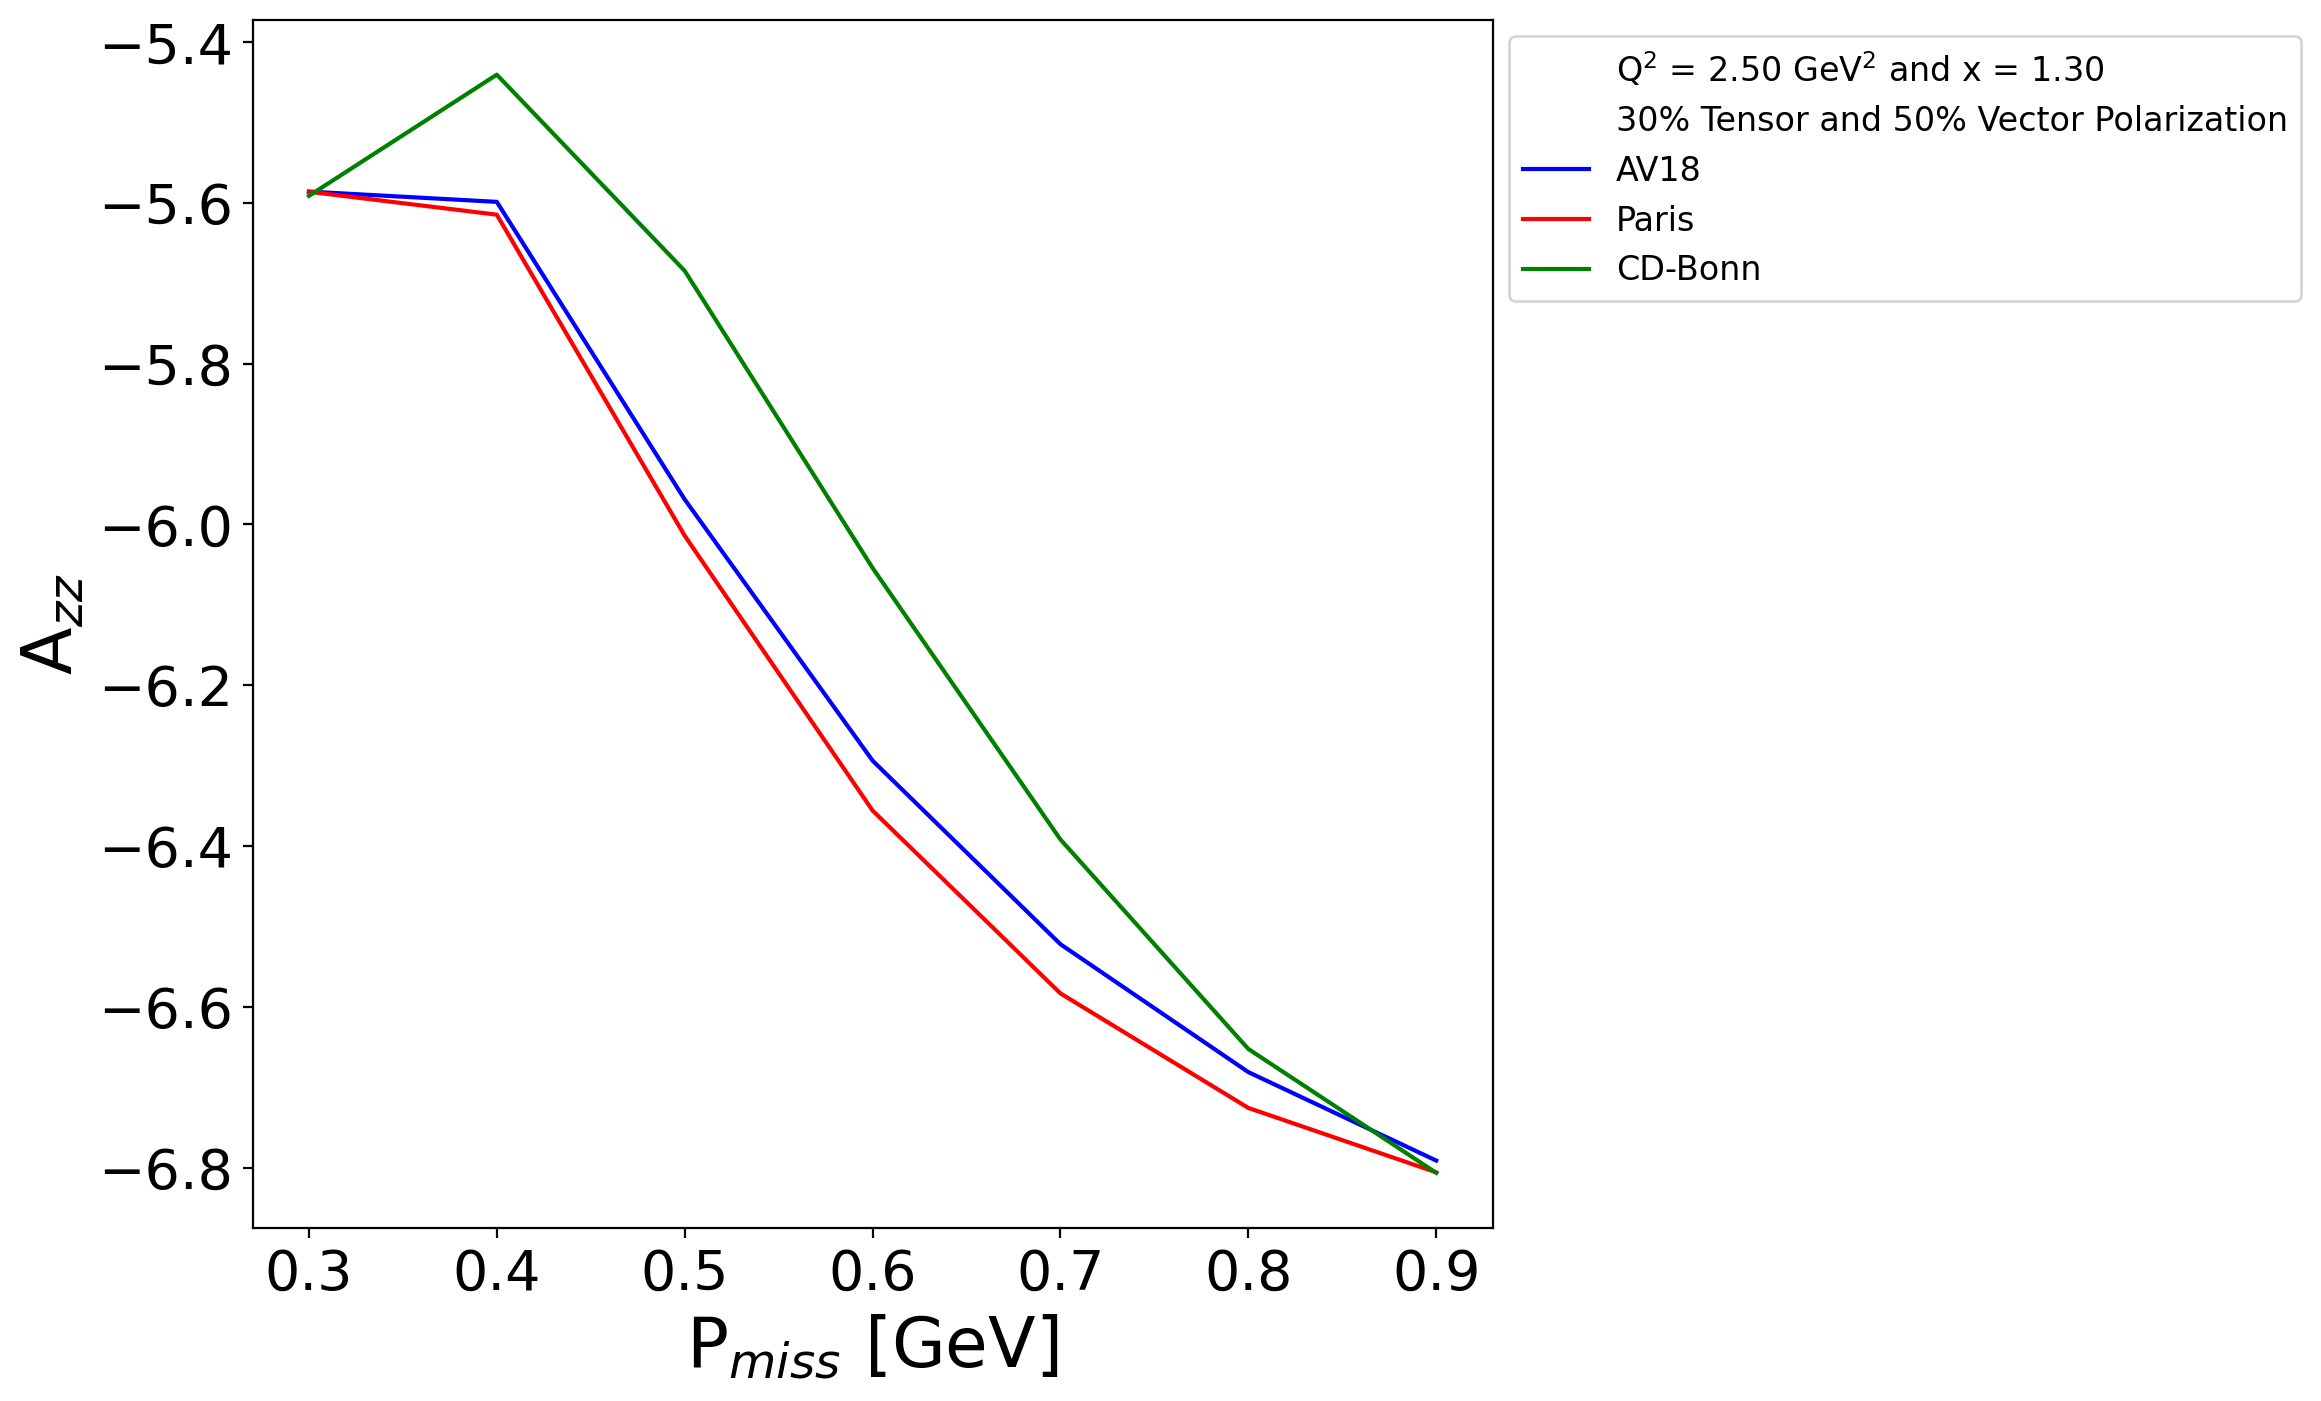 −5.4
−5.6
−5.8
−6.0
−6.2
−6.4
−6.6
−6.8
A_zz
0.3 0.4 0.5 0.6 0.7 0.8 0.9
P_miss [GeV]
Q² = 2.50 GeV² and x = 1.30
30% Tensor and 50% Vector Polarization
AV18
Paris
CD-Bonn